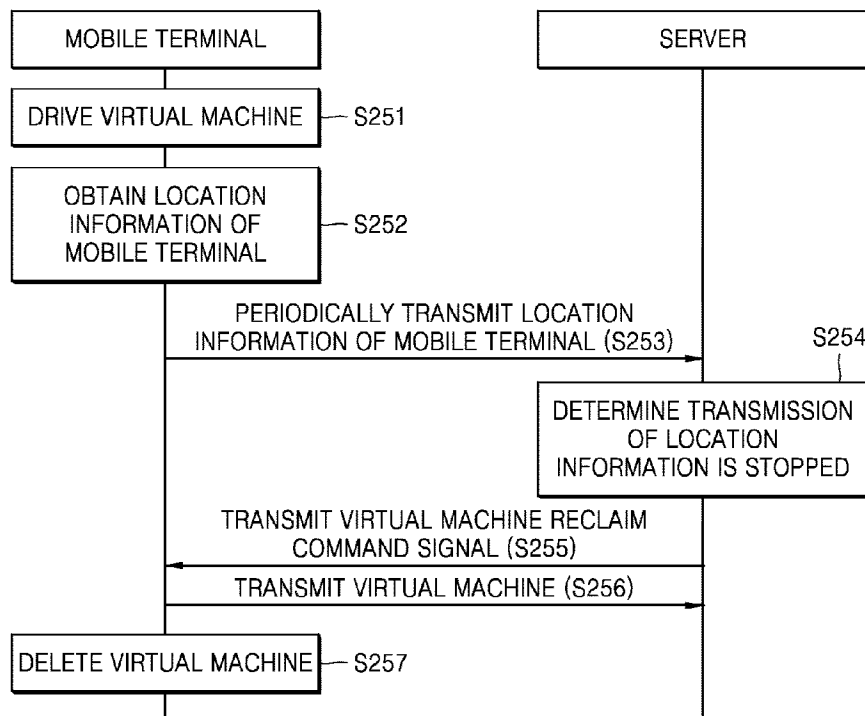 MOBILE TERMINAL
SERVER
DRIVE VIRTUAL MACHINE
S251
OBTAIN LOCATION
INFORMATION OF
MOBILE TERMINAL
S252
PERIODICALLY TRANSMIT LOCATION
INFORMATION OF MOBILE TERMINAL (S253)
S254
DETERMINE TRANSMISSION
OF LOCATION
INFORMATION IS STOPPED
TRANSMIT VIRTUAL MACHINE RECLAIM
COMMAND SIGNAL (S255)
TRANSMIT VIRTUAL MACHINE (S256)
DELETE VIRTUAL MACHINE
S257